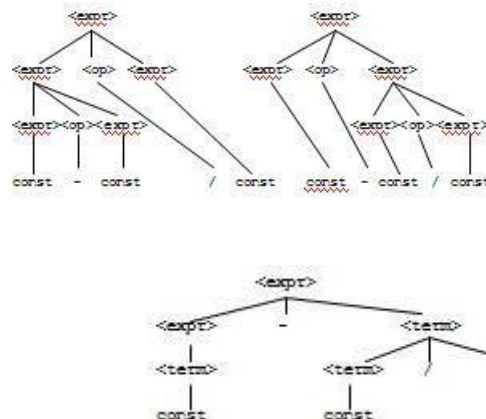 <expr> <expr>
<expr> <op> <expr> <expr> <op> <expr>
<expr><op><expr> <expr><op><expr>
const - const / const const - const / const
<expr>
<expr> - <term>
<term> <term> /
const const